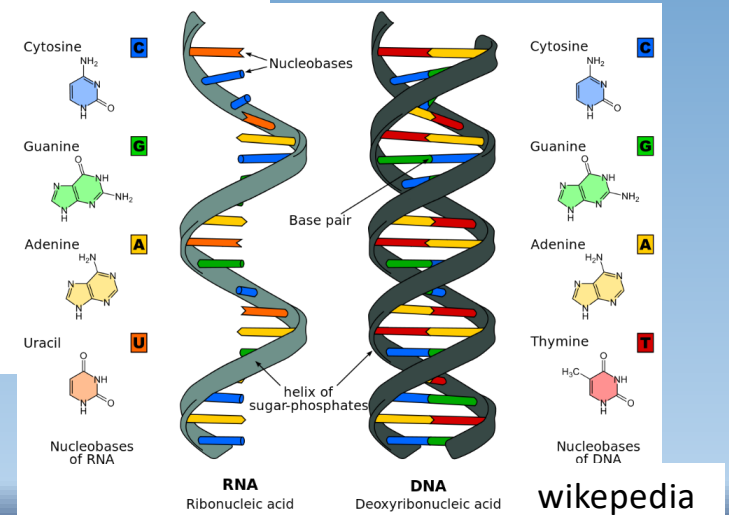 Cytosine
C
NH₂
N
N
H
O
Guanine
G
O
N
NH
N
H
N
NH₂
Adenine
A
H₂N
N
N
N
H
N
Uracil
U
O
NH
N
H
O
Nucleobases
of RNA
Nucleobases
Base pair
helix of
sugar-phosphates
RNA
Ribonucleic acid
DNA
Deoxyribonucleic acid
Cytosine
C
NH₂
N
N
H
O
Guanine
G
O
N
NH
N
H
N
NH₂
Adenine
A
H₂N
N
N
N
H
N
Thymine
T
O
H₃C
NH
N
H
O
Nucleobases
of DNA
wikepedia